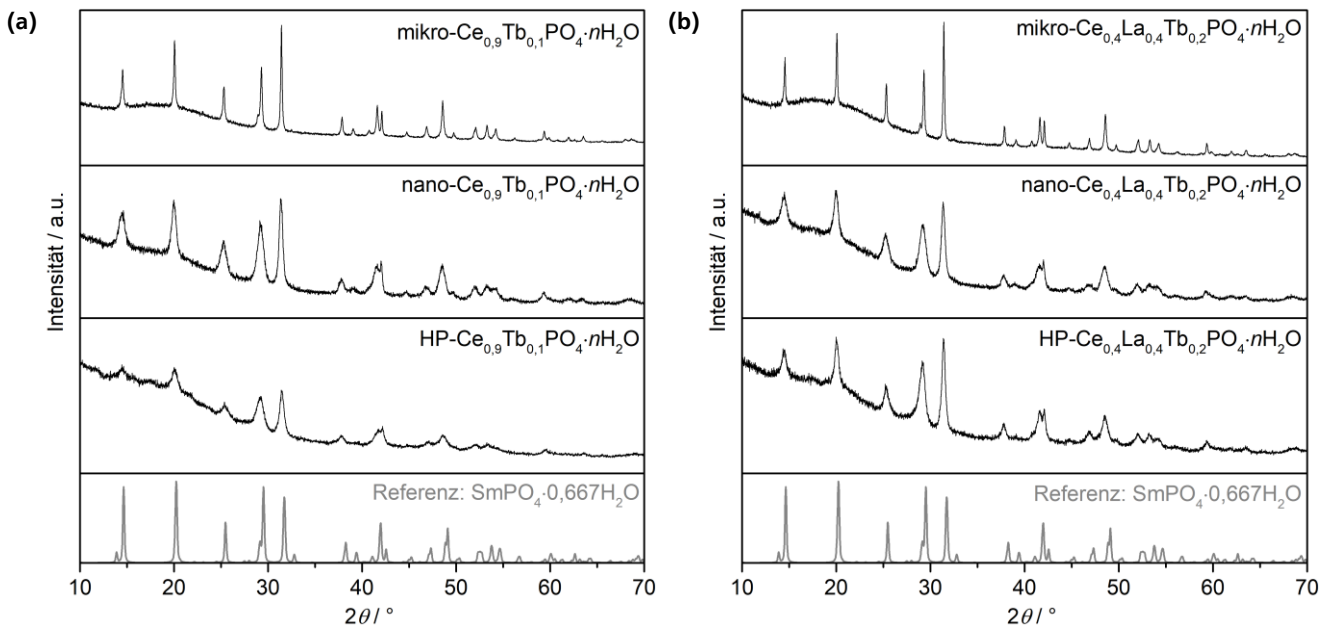 (a)
mikro-Ce0,9Tb0,1PO4·nH2O
nano-Ce0,9Tb0,1PO4·nH2O
HP-Ce0,9Tb0,1PO4·nH2O
Referenz: SmPO4·0,667H2O
Intensität / a.u.
10 20 30 40 50 60 70
2θ / °
(b)
mikro-Ce0,4La0,4Tb0,2PO4·nH2O
nano-Ce0,4La0,4Tb0,2PO4·nH2O
HP-Ce0,4La0,4Tb0,2PO4·nH2O
Referenz: SmPO4·0,667H2O
Intensität / a.u.
10 20 30 40 50 60 70
2θ / °